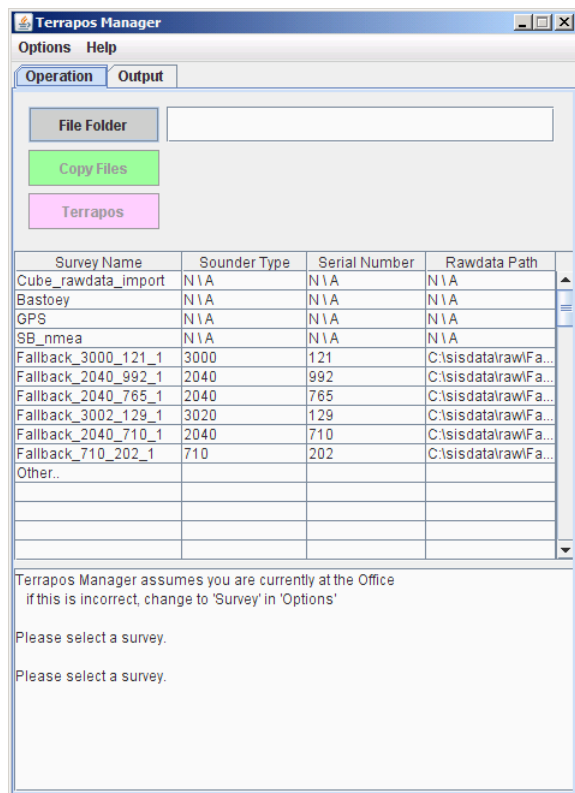 Terrapos Manager
Options Help
Operation Output
File Folder
Copy Files
Terrapos
Survey Name Sounder Type Serial Number Rawdata Path
Cube_rawdata_import N \ A N \ A N \ A
Bastoey N \ A N \ A N \ A
GPS N \ A N \ A N \ A
SB_nmea N \ A N \ A N \ A
Fallback_3000_121_1 3000 121 C:\sisdata\raw\Fa...
Fallback_2040_992_1 2040 992 C:\sisdata\raw\Fa...
Fallback_2040_765_1 2040 765 C:\sisdata\raw\Fa...
Fallback_3002_129_1 3020 129 C:\sisdata\raw\Fa...
Fallback_2040_710_1 2040 710 C:\sisdata\raw\Fa...
Fallback_710_202_1 710 202 C:\sisdata\raw\Fa...
Other..
Terrapos Manager assumes you are currently at the Office
if this is incorrect, change to 'Survey' in 'Options'
Please select a survey.
Please select a survey.